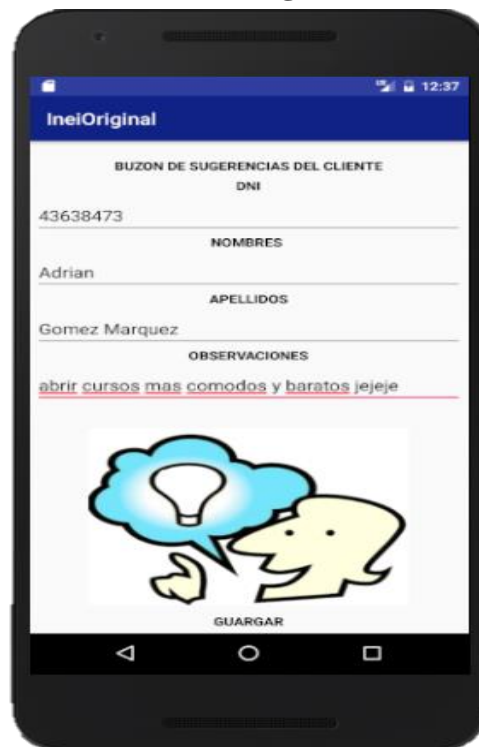 12:37
IneiOriginal
BUZON DE SUGERENCIAS DEL CLIENTE
DNI
43638473
NOMBRES
Adrian
APELLIDOS
Gomez Marquez
OBSERVACIONES
abrir cursos mas comodos y baratos jejeje
GUARGAR